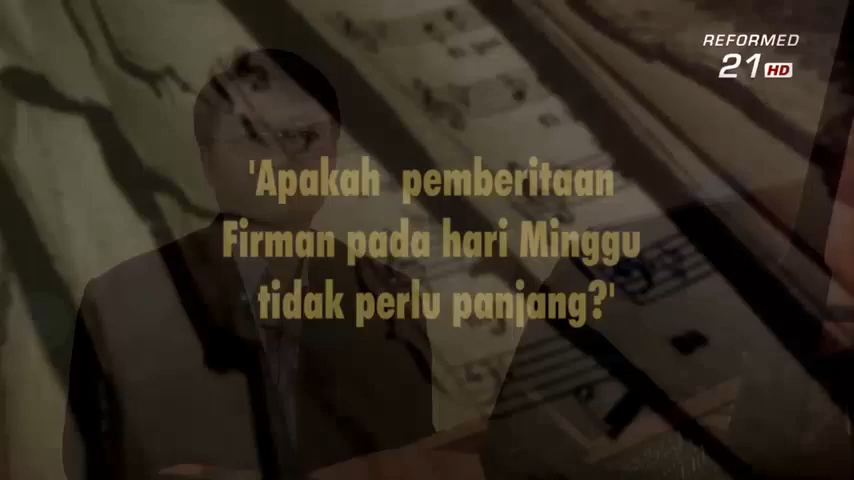 REFORMED
21 HD
'Apakah pemberitaan
Firman pada hari Minggu
tidak perlu panjang?'